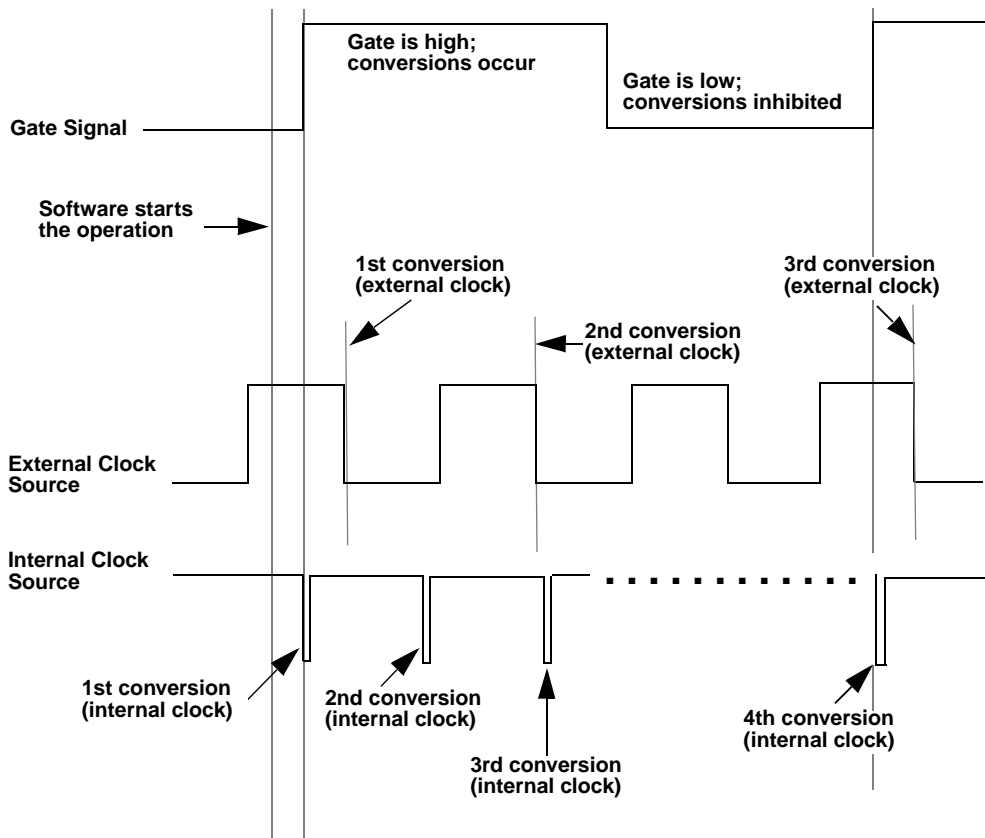 Gate is high;
conversions occur
Gate is low;
conversions inhibited
Gate Signal
Software starts
the operation
1st conversion
(external clock)
3rd conversion
(external clock)
2nd conversion
(external clock)
External Clock
Source
Internal Clock
Source
1st conversion
(internal clock)
2nd conversion
(internal clock)
4th conversion
(internal clock)
3rd conversion
(internal clock)